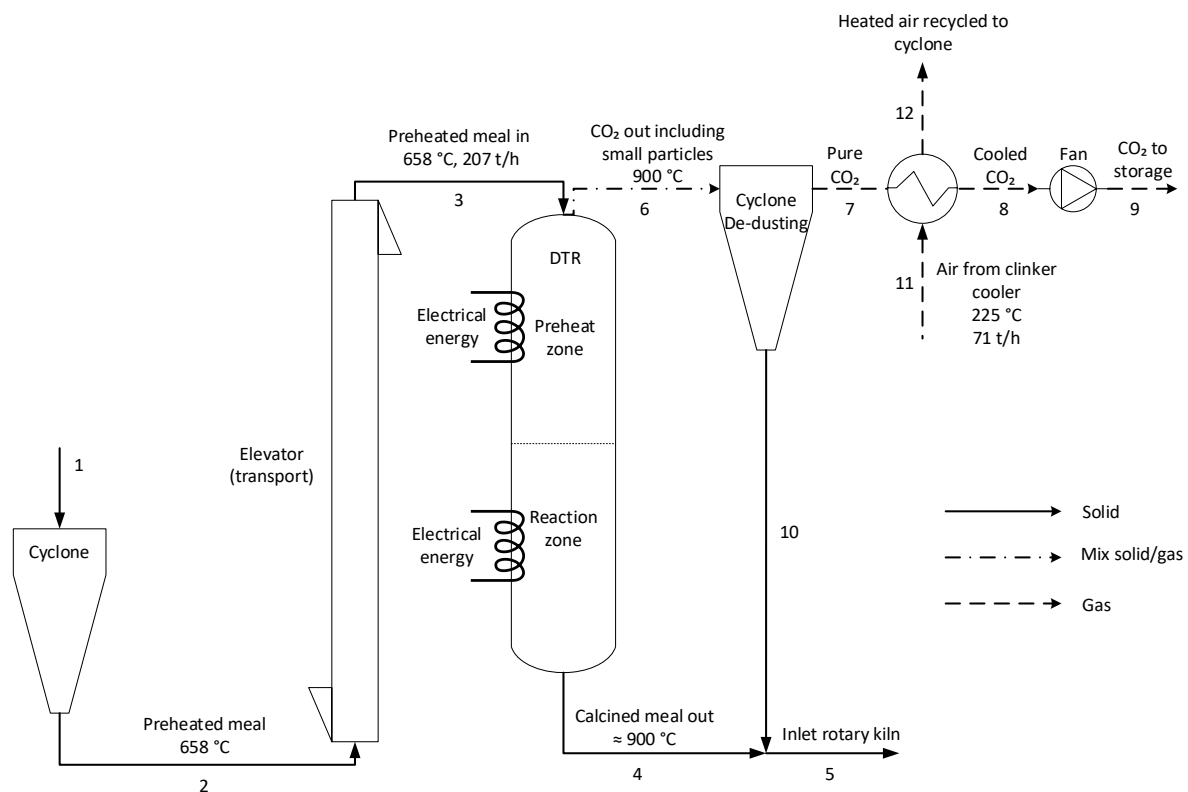 Heated air recycled to
cyclone
12
Preheated meal in
658 °C, 207 t/h
3
CO₂ out including
small particles
900 °C
6
Pure
CO₂
7
Cooled
CO₂
8
Fan
CO₂ to
storage
9
Cyclone
De-dusting
DTR
11
Air from clinker
cooler
225 °C
71 t/h
Electrical
energy
Preheat
zone
Elevator
(transport)
1
Cyclone
Electrical
energy
Reaction
zone
10
Solid
Mix solid/gas
Gas
Preheated meal
658 °C
2
Calcined meal out
≈ 900 °C
4
Inlet rotary kiln
5